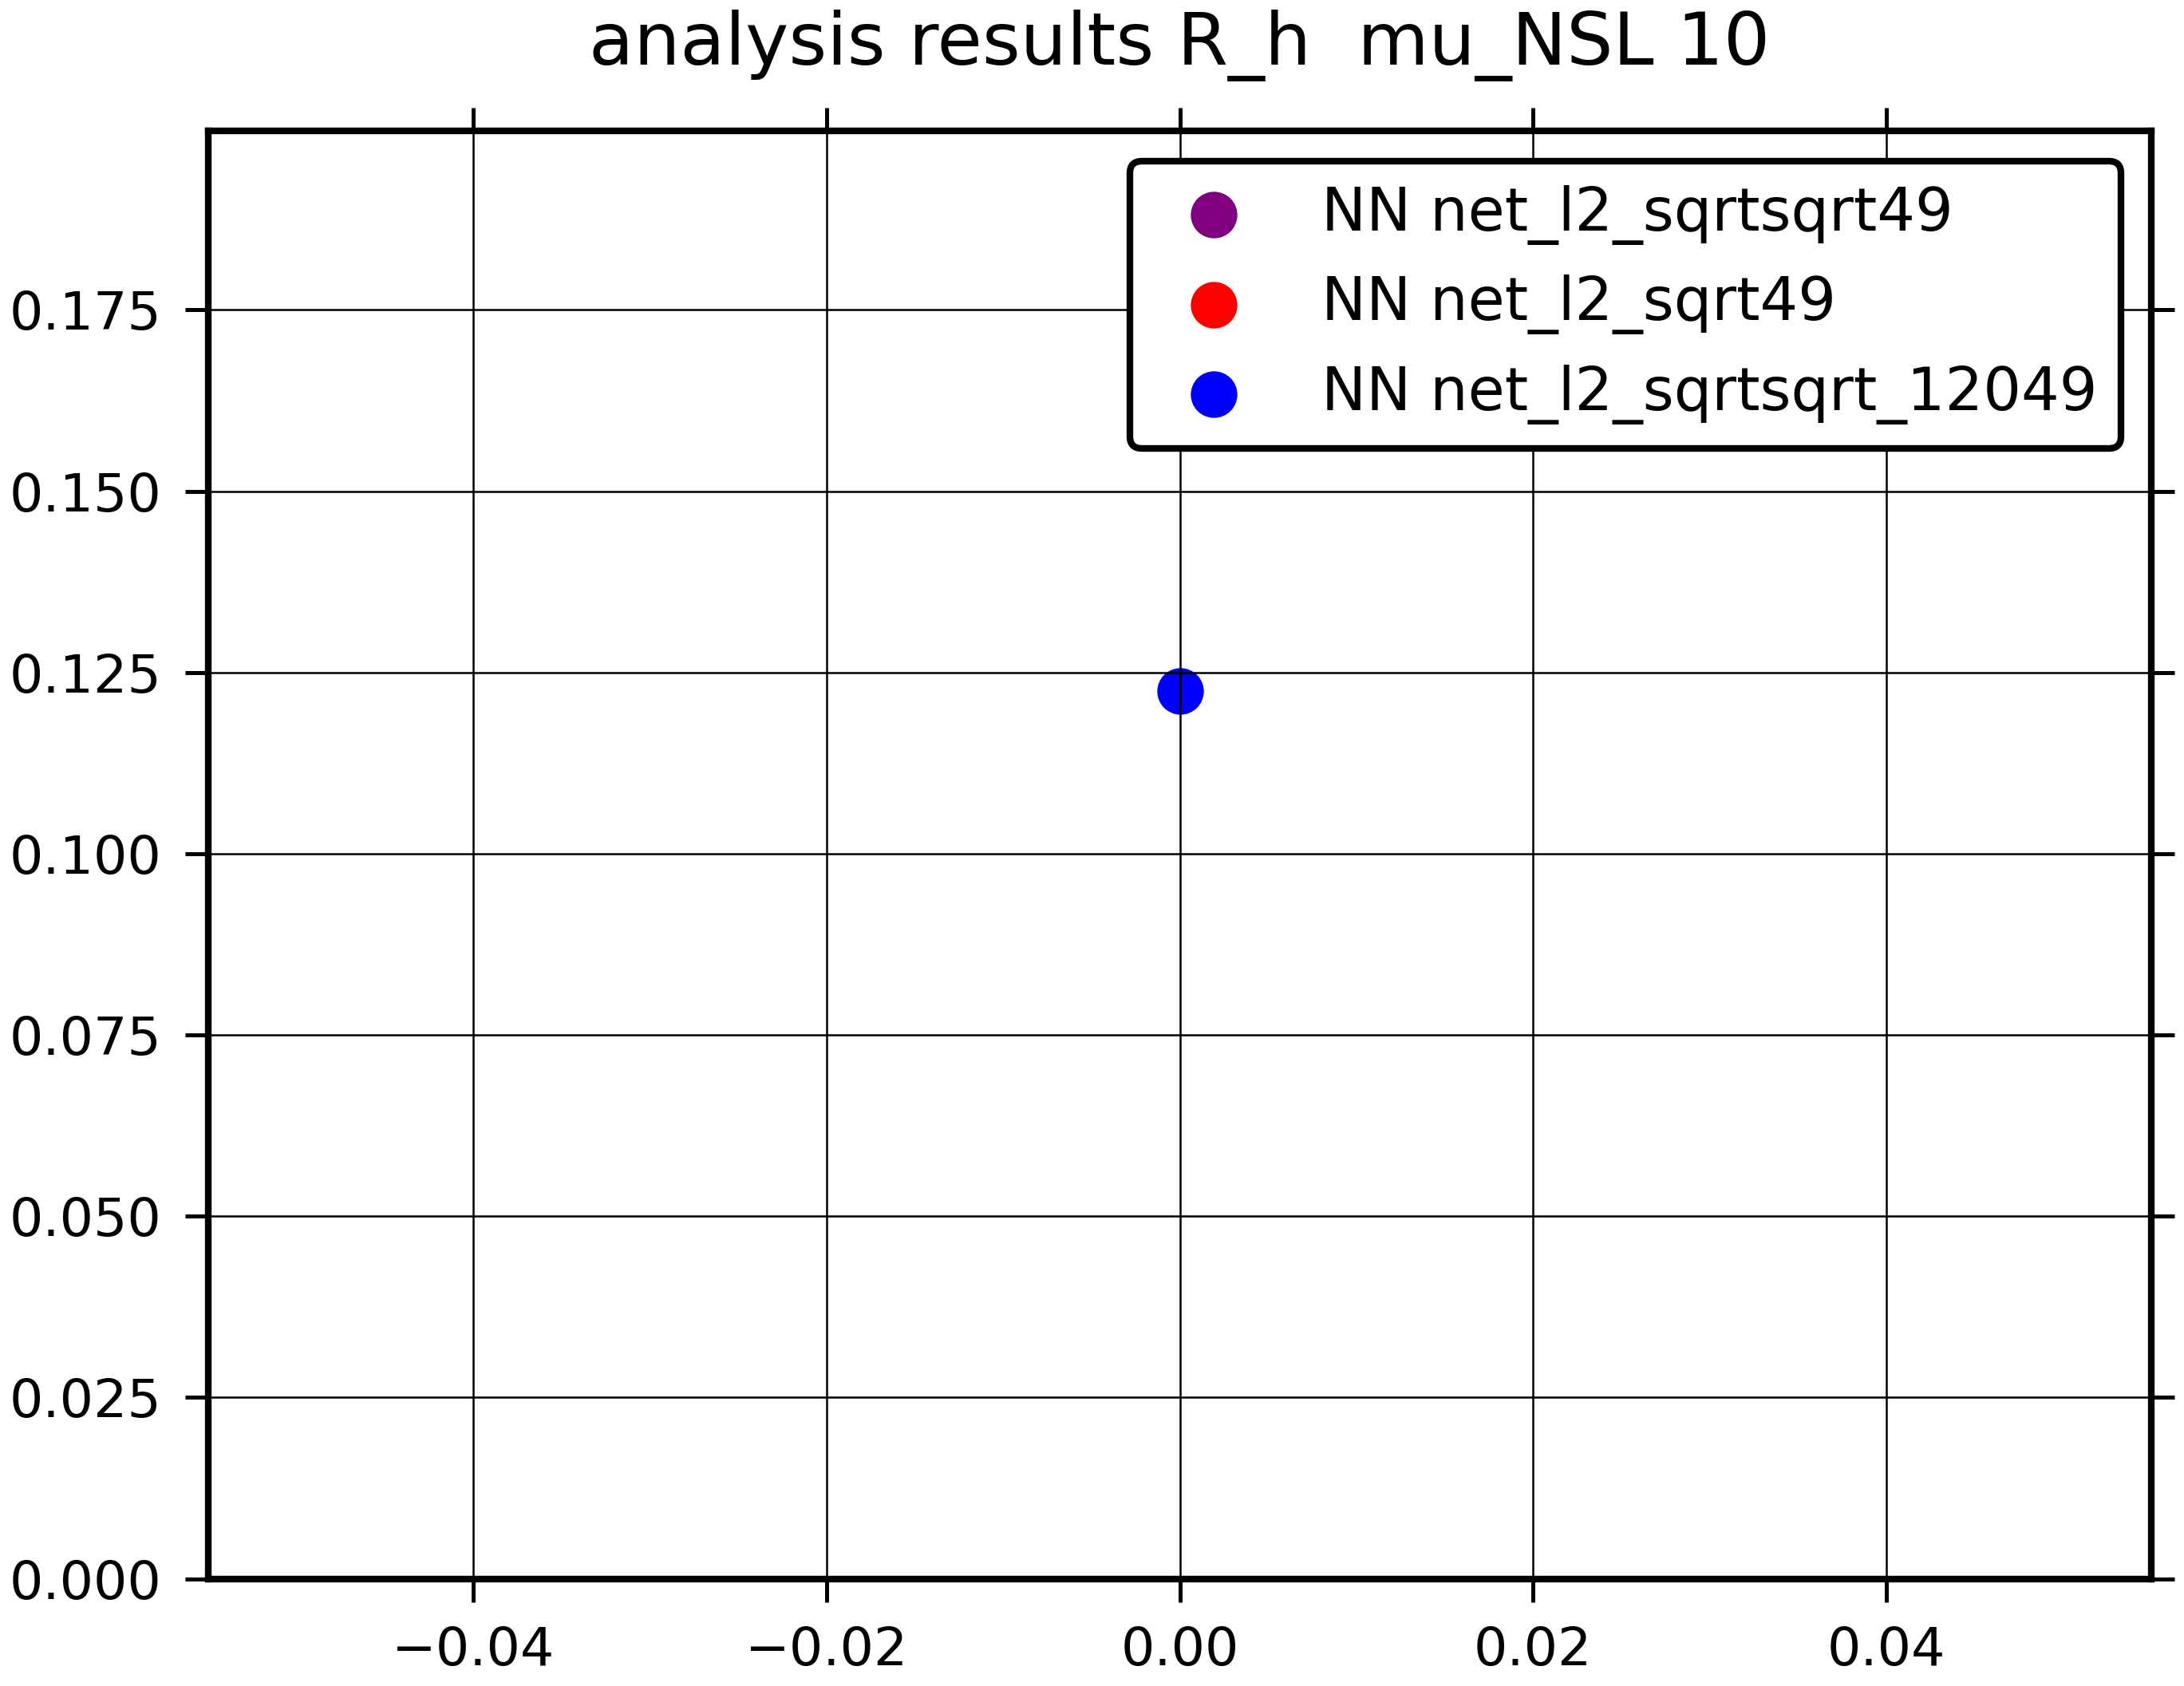 analysis results R_h  mu_NSL 10
NN net_l2_sqrtsqrt49
NN net_l2_sqrt49
NN net_l2_sqrtsqrt_12049
0.175
0.150
0.125
0.100
0.075
0.050
0.025
0.000
−0.04 −0.02 0.00 0.02 0.04